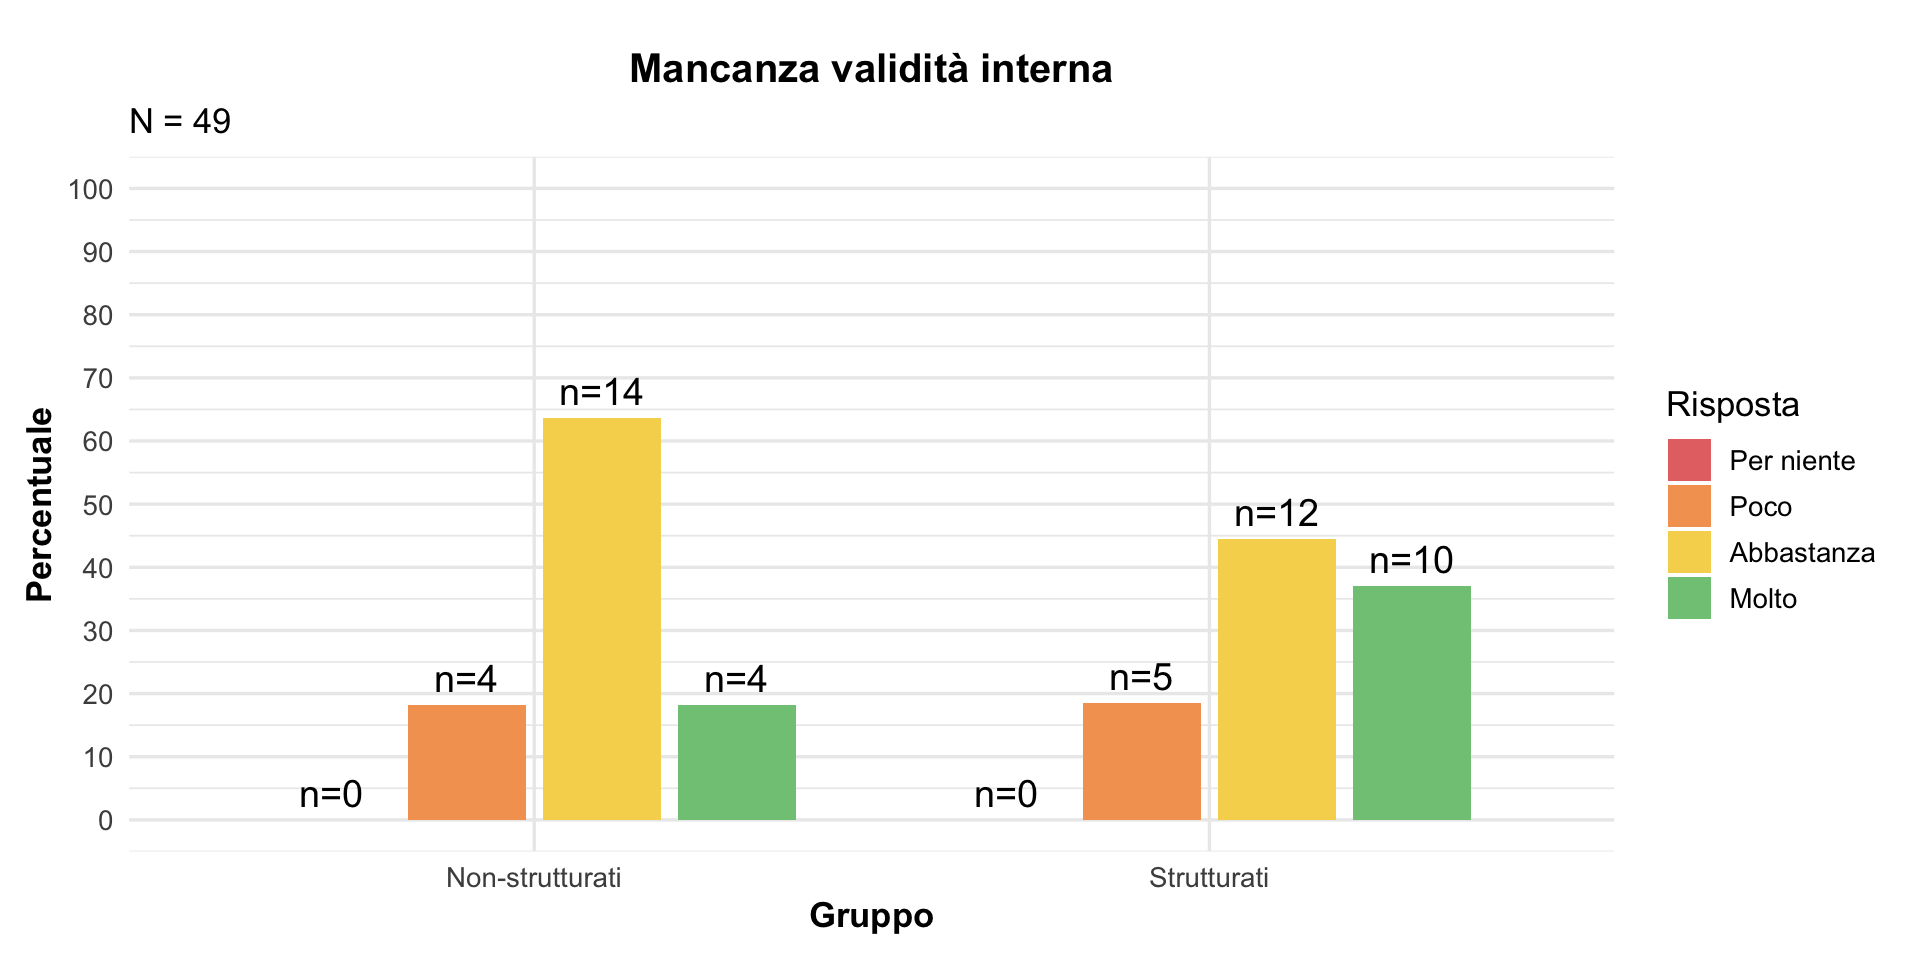 Mancanza validità interna
N = 49
Percentuale
100
90
80
70
60
50
40
30
20
10
0
n=0
n=4
n=14
n=4
n=0
n=5
n=12
n=10
Non-strutturati
Strutturati
Gruppo
Risposta
Per niente
Poco
Abbastanza
Molto